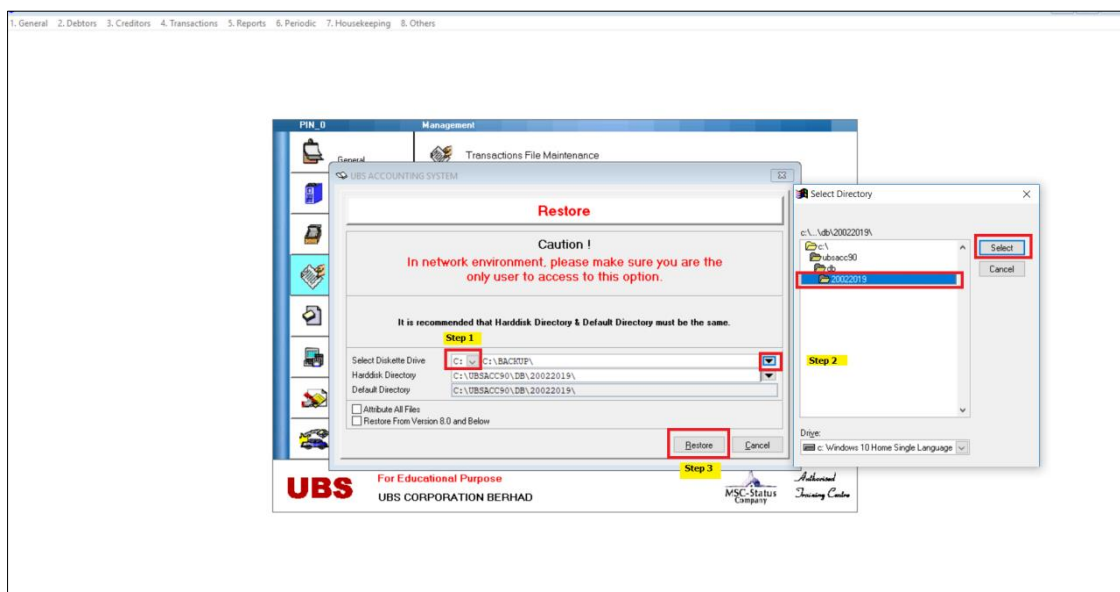 1. General 2. Debtors 3. Creditors 4. Transactions 5. Reports 6. Periodic 7. Housekeeping 8. Others
PIN_0 Management
General
Transactions File Maintenance
UBS ACCOUNTING SYSTEM
Restore
Caution !
In network environment, please make sure you are the
only user to access to this option.
It is recommended that Harddisk Directory & Default Directory must be the same.
Step 1
Select Diskette Drive C: C:\BACKUP\
Harddisk Directory C:\UBSACC90\DB\20022019\
Default Directory C:\UBSACC90\DB\20022019\
Attribute All Files
Restore From Version 8.0 and Below
Restore Cancel
Step 3
Select Directory
c:\...\db\20022019\
c:\
ubsacc90
db
20022019
Select
Cancel
Step 2
Drive:
c: Windows 10 Home Single Language
UBS
For Educational Purpose
UBS CORPORATION BERHAD
MSC-Status
Company
Authorised
Training Centre